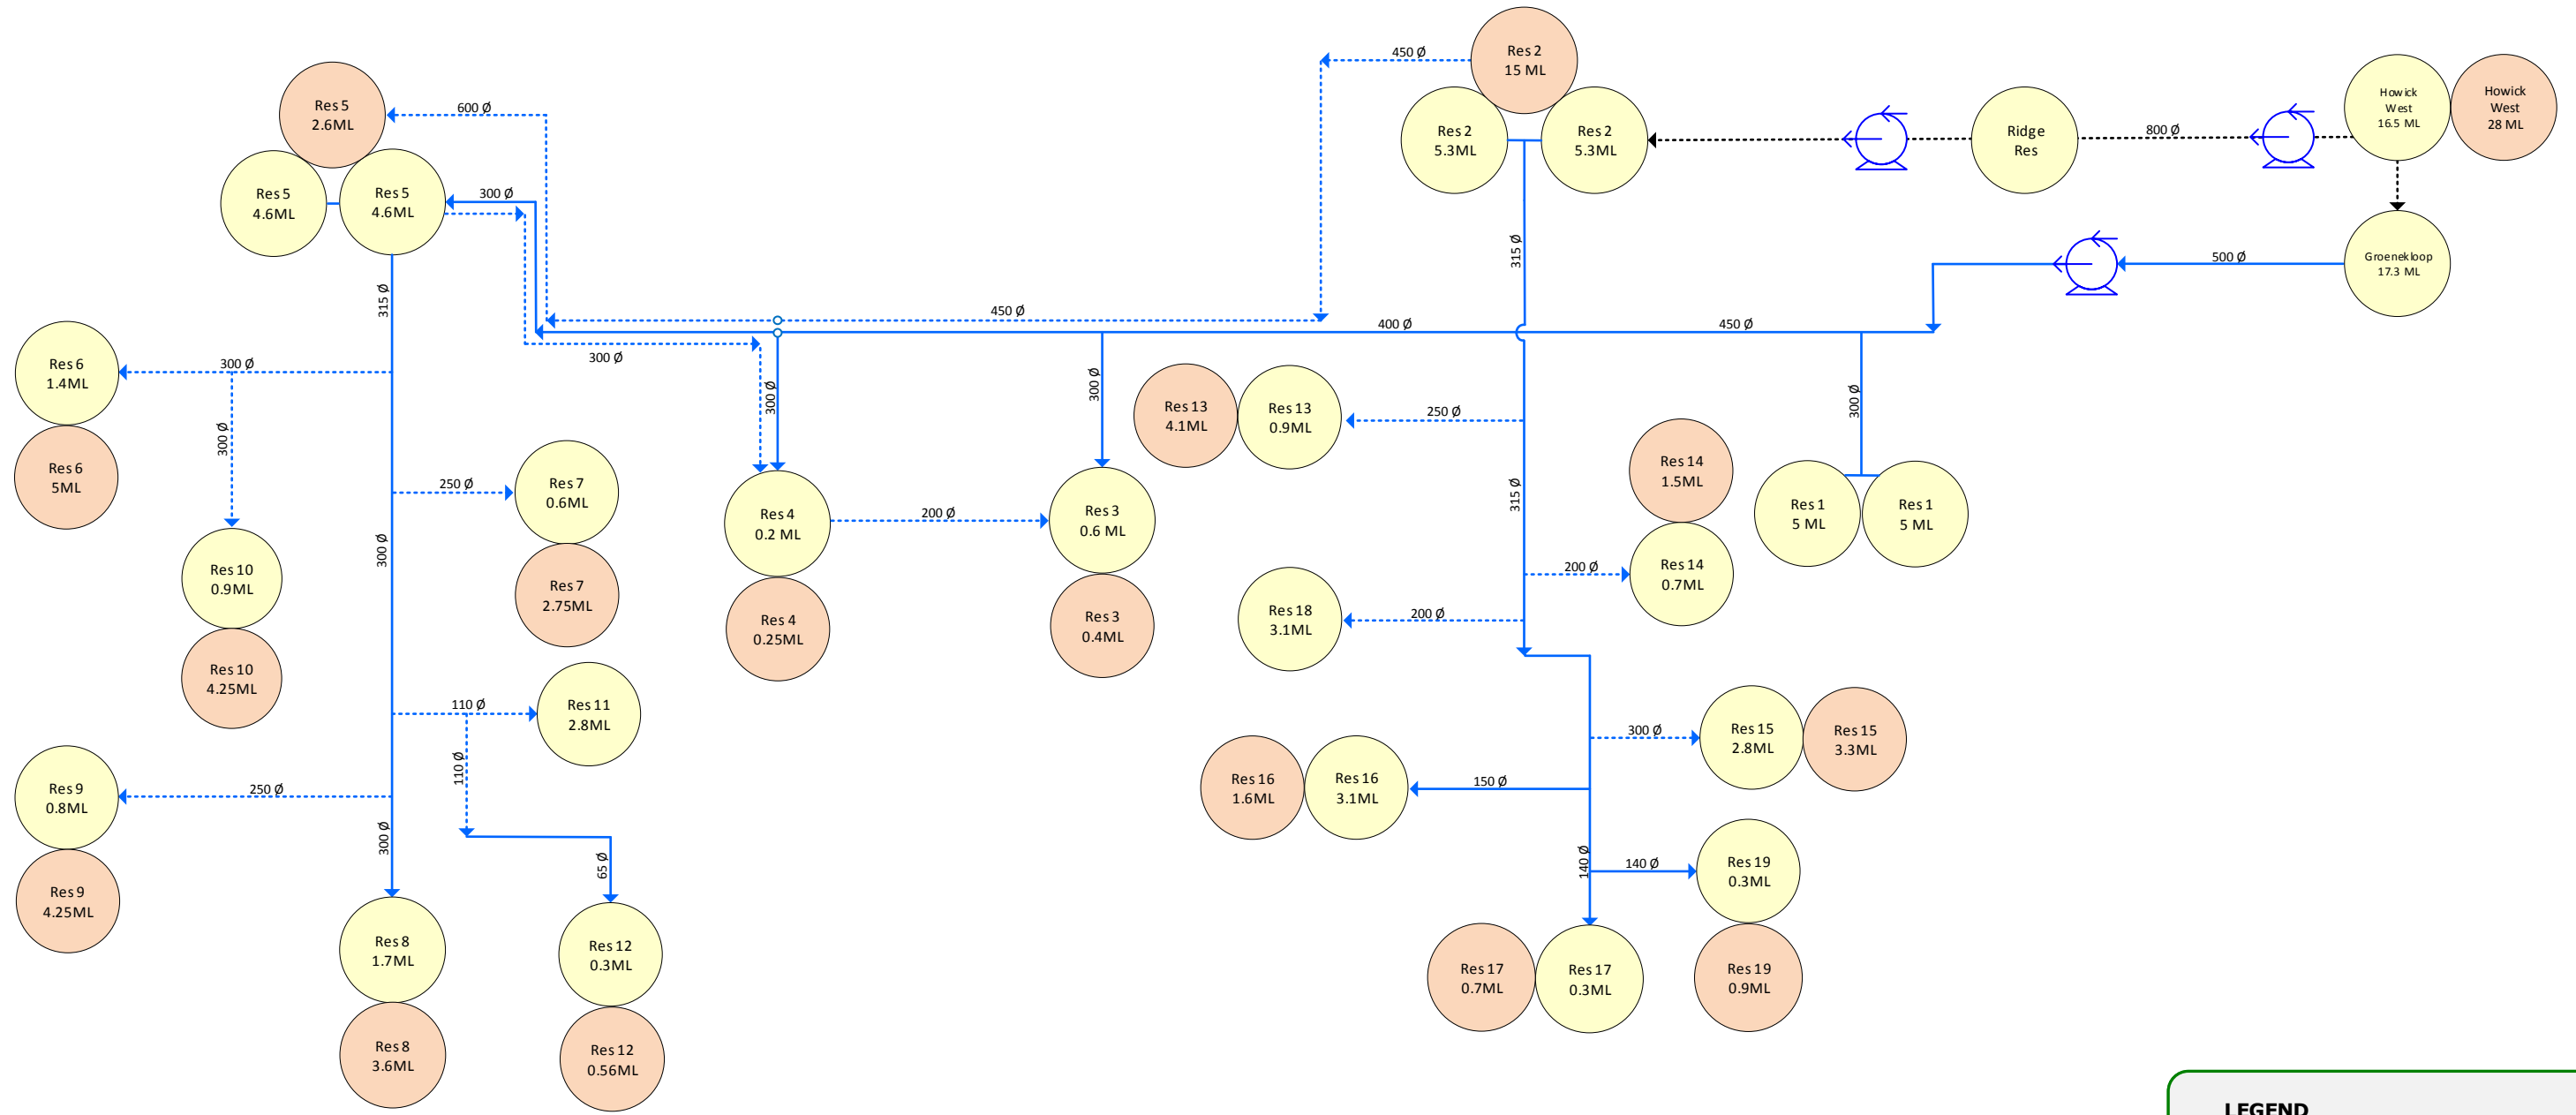 Res 2
15 ML
450 Ø
Res 5
2.6ML
600 Ø
Res 2
5.3ML
Res 2
5.3ML
Ridge
Res
800 Ø
Howick
West
16.5 ML
Howick
West
28 ML
Res 5
4.6ML
Res 5
4.6ML
300 Ø
315 Ø
500 Ø
Groenekloop
17.3 ML
315 Ø
450 Ø
400 Ø
450 Ø
300 Ø
Res 6
1.4ML
300 Ø
300 Ø
300 Ø
300 Ø
Res 13
4.1ML
Res 13
0.9ML
250 Ø
300 Ø
Res 6
5ML
300 Ø
250 Ø
Res 7
0.6ML
Res 4
0.2 ML
200 Ø
Res 3
0.6 ML
315 Ø
Res 14
1.5ML
Res 1
5 ML
Res 1
5 ML
300 Ø
Res 10
0.9ML
Res 7
2.75ML
200 Ø
Res 14
0.7ML
Res 4
0.25ML
Res 3
0.4ML
Res 18
3.1ML
200 Ø
Res 10
4.25ML
110 Ø
Res 11
2.8ML
110 Ø
300 Ø
Res 15
2.8ML
Res 15
3.3ML
Res 9
0.8ML
250 Ø
Res 16
1.6ML
Res 16
3.1ML
150 Ø
300 Ø
65 Ø
140 Ø
140 Ø
Res 19
0.3ML
Res 9
4.25ML
Res 8
1.7ML
Res 12
0.3ML
Res 17
0.7ML
Res 17
0.3ML
Res 19
0.9ML
Res 8
3.6ML
Res 12
0.56ML
LEGEND